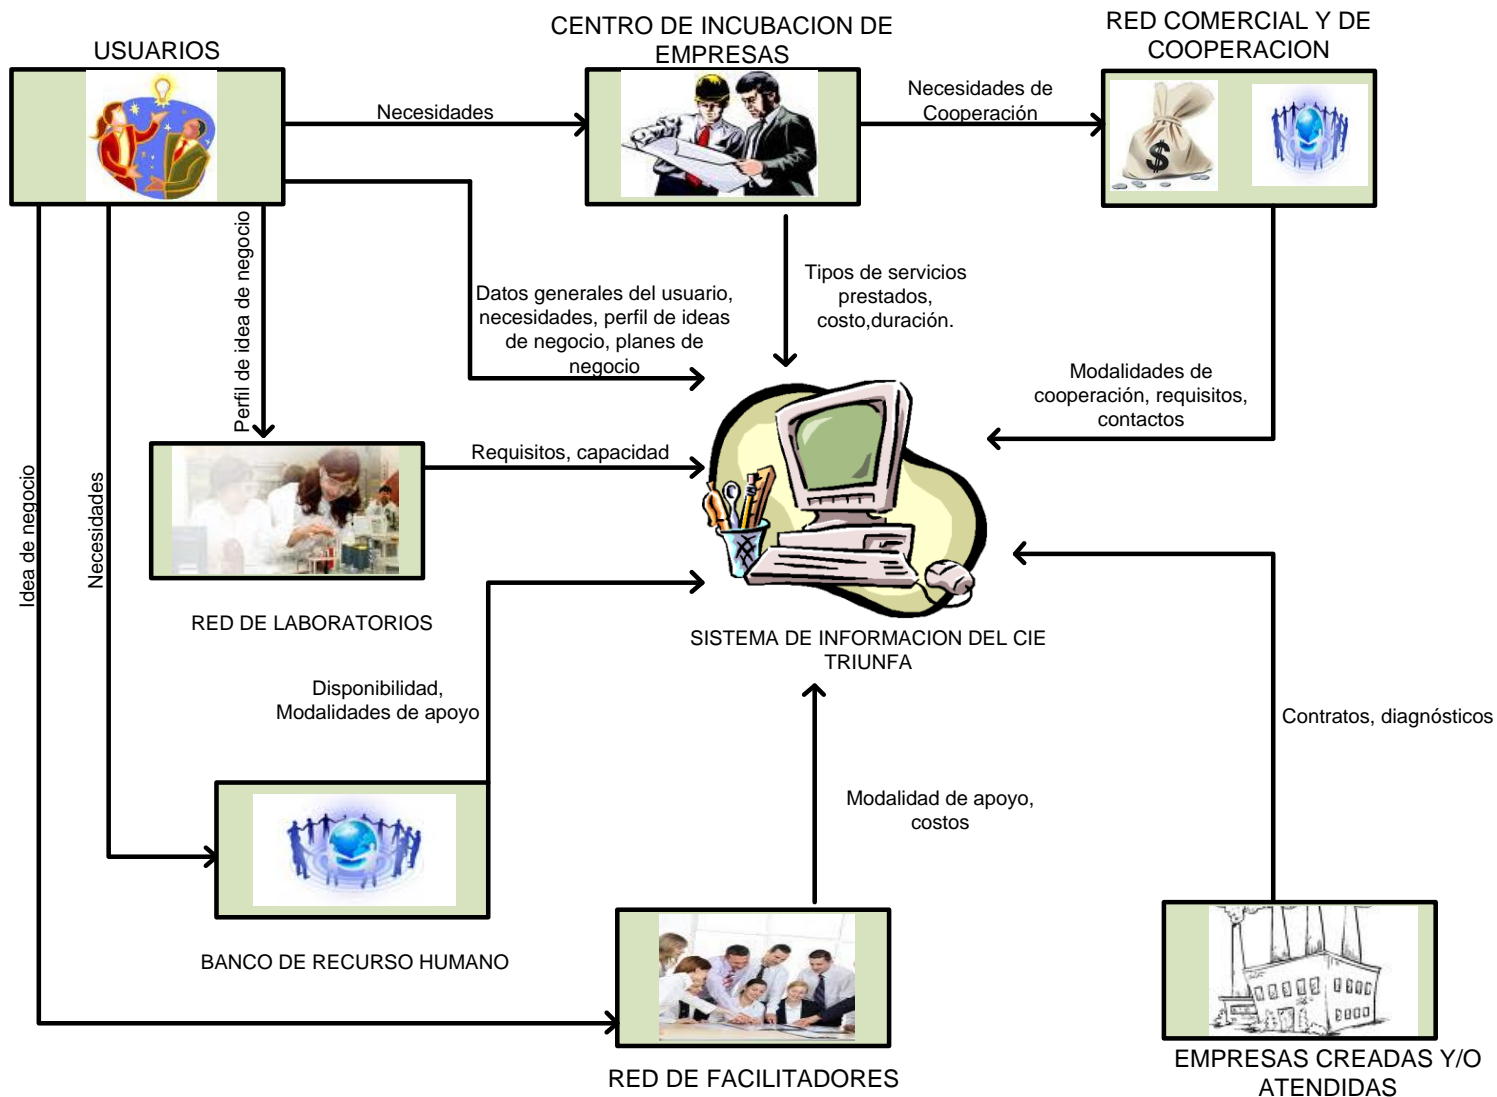 USUARIOS
CENTRO DE INCUBACION DE
EMPRESAS
RED COMERCIAL Y DE
COOPERACION
Necesidades
Necesidades de
Cooperación
$
Perfil de idea de negocio
Datos generales del usuario,
necesidades, perfil de ideas
de negocio, planes de
negocio
Tipos de servicios
prestados,
costo,duración.
Modalidades de
cooperación, requisitos,
contactos
Idea de negocio
Necesidades
Requisitos, capacidad
RED DE LABORATORIOS
SISTEMA DE INFORMACION DEL CIE
TRIUNFA
Disponibilidad,
Modalidades de apoyo
Contratos, diagnósticos
Modalidad de apoyo,
costos
BANCO DE RECURSO HUMANO
RED DE FACILITADORES
EMPRESAS CREADAS Y/O
ATENDIDAS